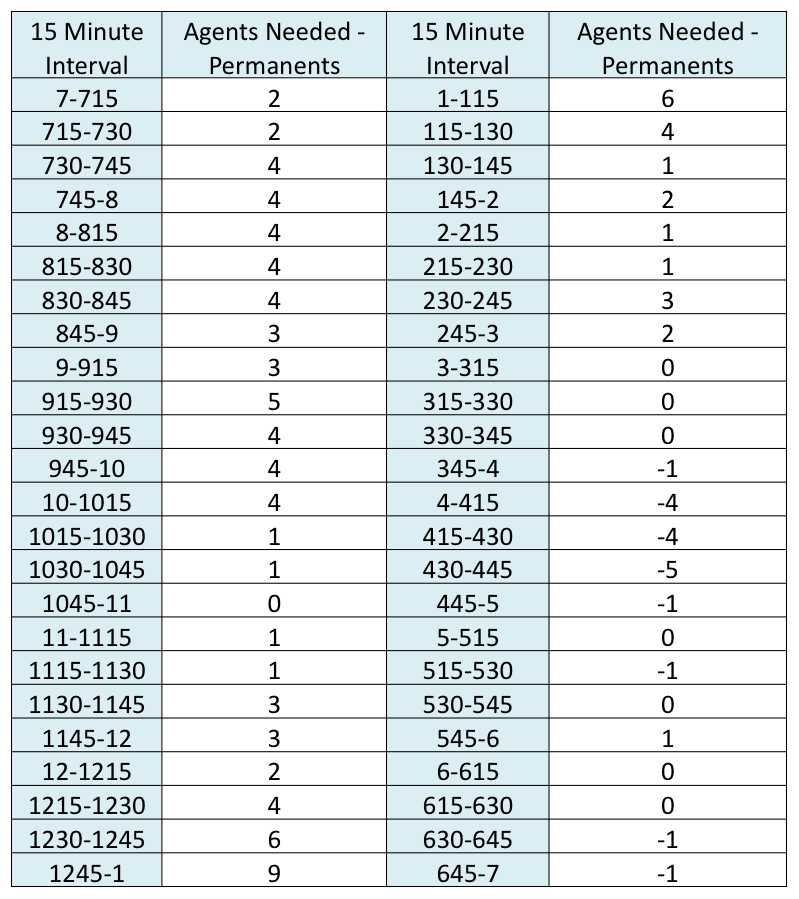 15 Minute Agents Needed - 15 Minute Agents Needed -
Interval Permanents Interval Permanents
7-715 2 1-115 6
715-730 2 115-130 4
730-745 4 130-145 1
745-8 4 145-2 2
8-815 4 2-215 1
815-830 4 215-230 1
830-845 4 230-245 3
845-9 3 245-3 2
9-915 3 3-315 0
915-930 5 315-330 0
930-945 4 330-345 0
945-10 4 345-4 -1
10-1015 4 4-415 -4
1015-1030 1 415-430 -4
1030-1045 1 430-445 -5
1045-11 0 445-5 -1
11-1115 1 5-515 0
1115-1130 1 515-530 -1
1130-1145 3 530-545 0
1145-12 3 545-6 1
12-1215 2 6-615 0
1215-1230 4 615-630 0
1230-1245 6 630-645 -1
1245-1 9 645-7 -1